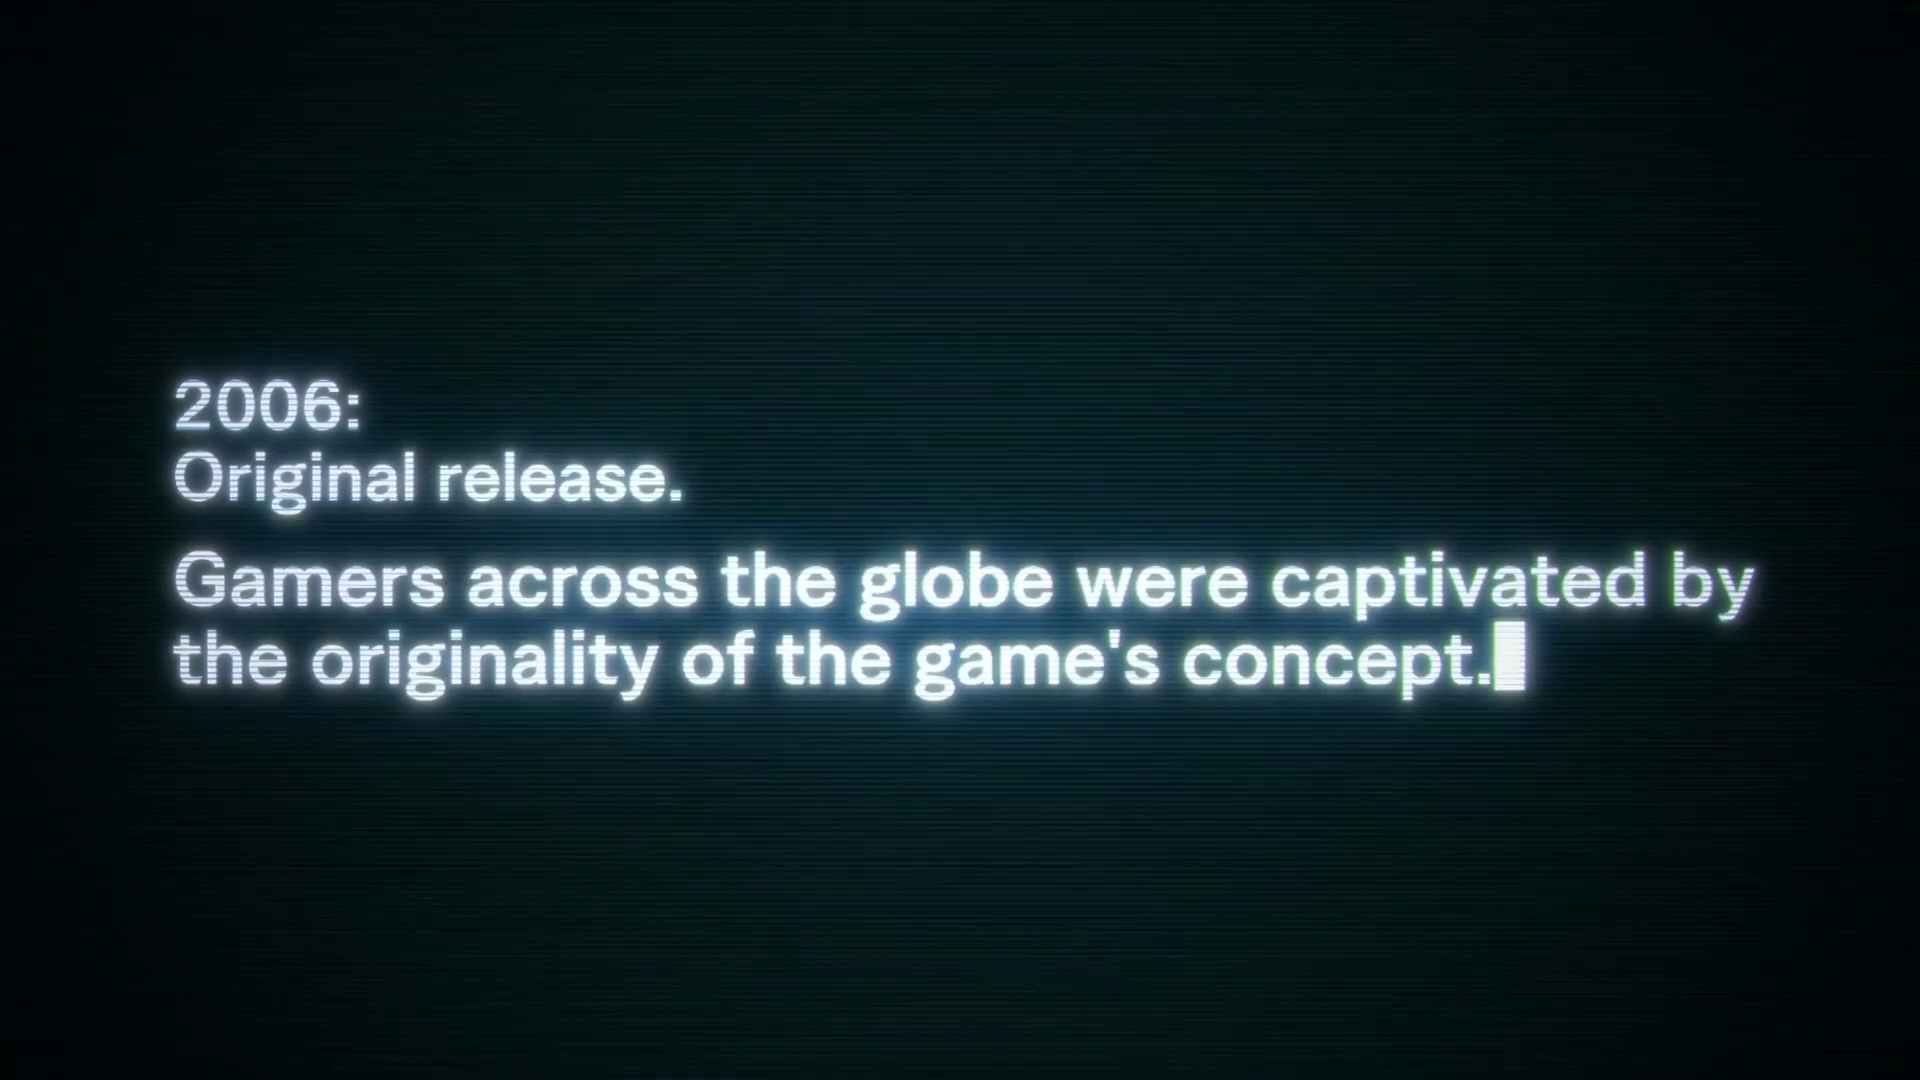 2006:
Original release.
Gamers across the globe were captivated by
the originality of the game's concept.